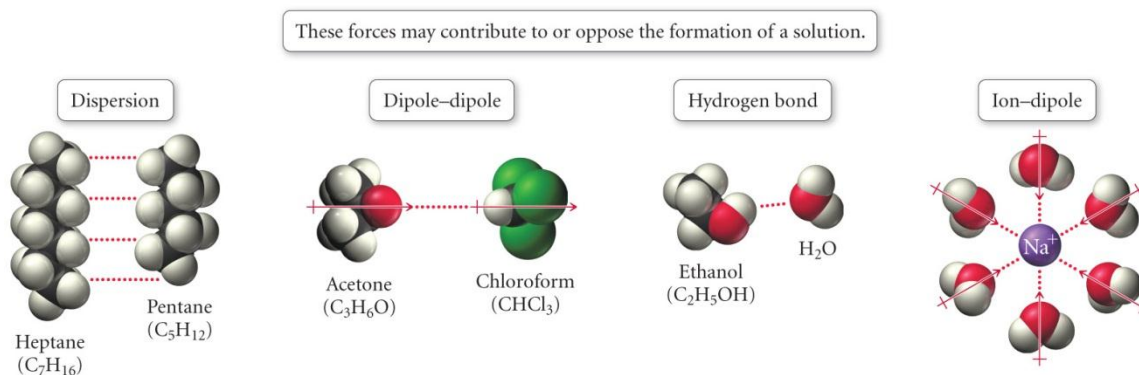 These forces may contribute to or oppose the formation of a solution.
Dispersion
Dipole–dipole
Hydrogen bond
Ion–dipole
Heptane
(C₇H₁₆)
Pentane
(C₅H₁₂)
Acetone
(C₃H₆O)
Chloroform
(CHCl₃)
Ethanol
(C₂H₅OH)
H₂O
Na⁺